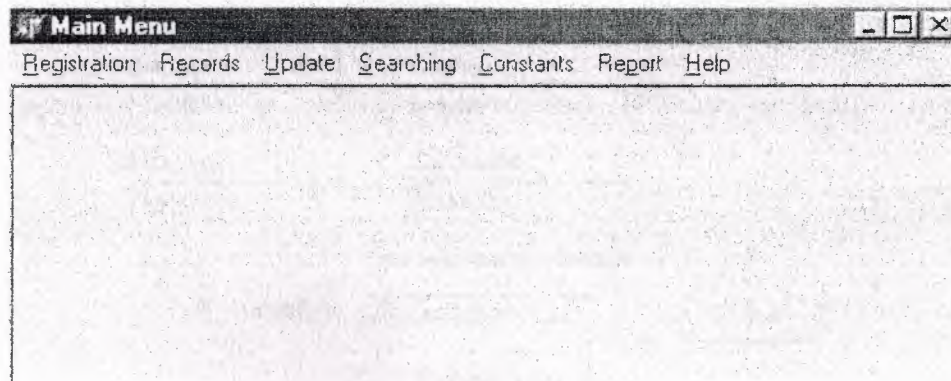 Main Menu
Registration Records Update Searching Constants Report Help